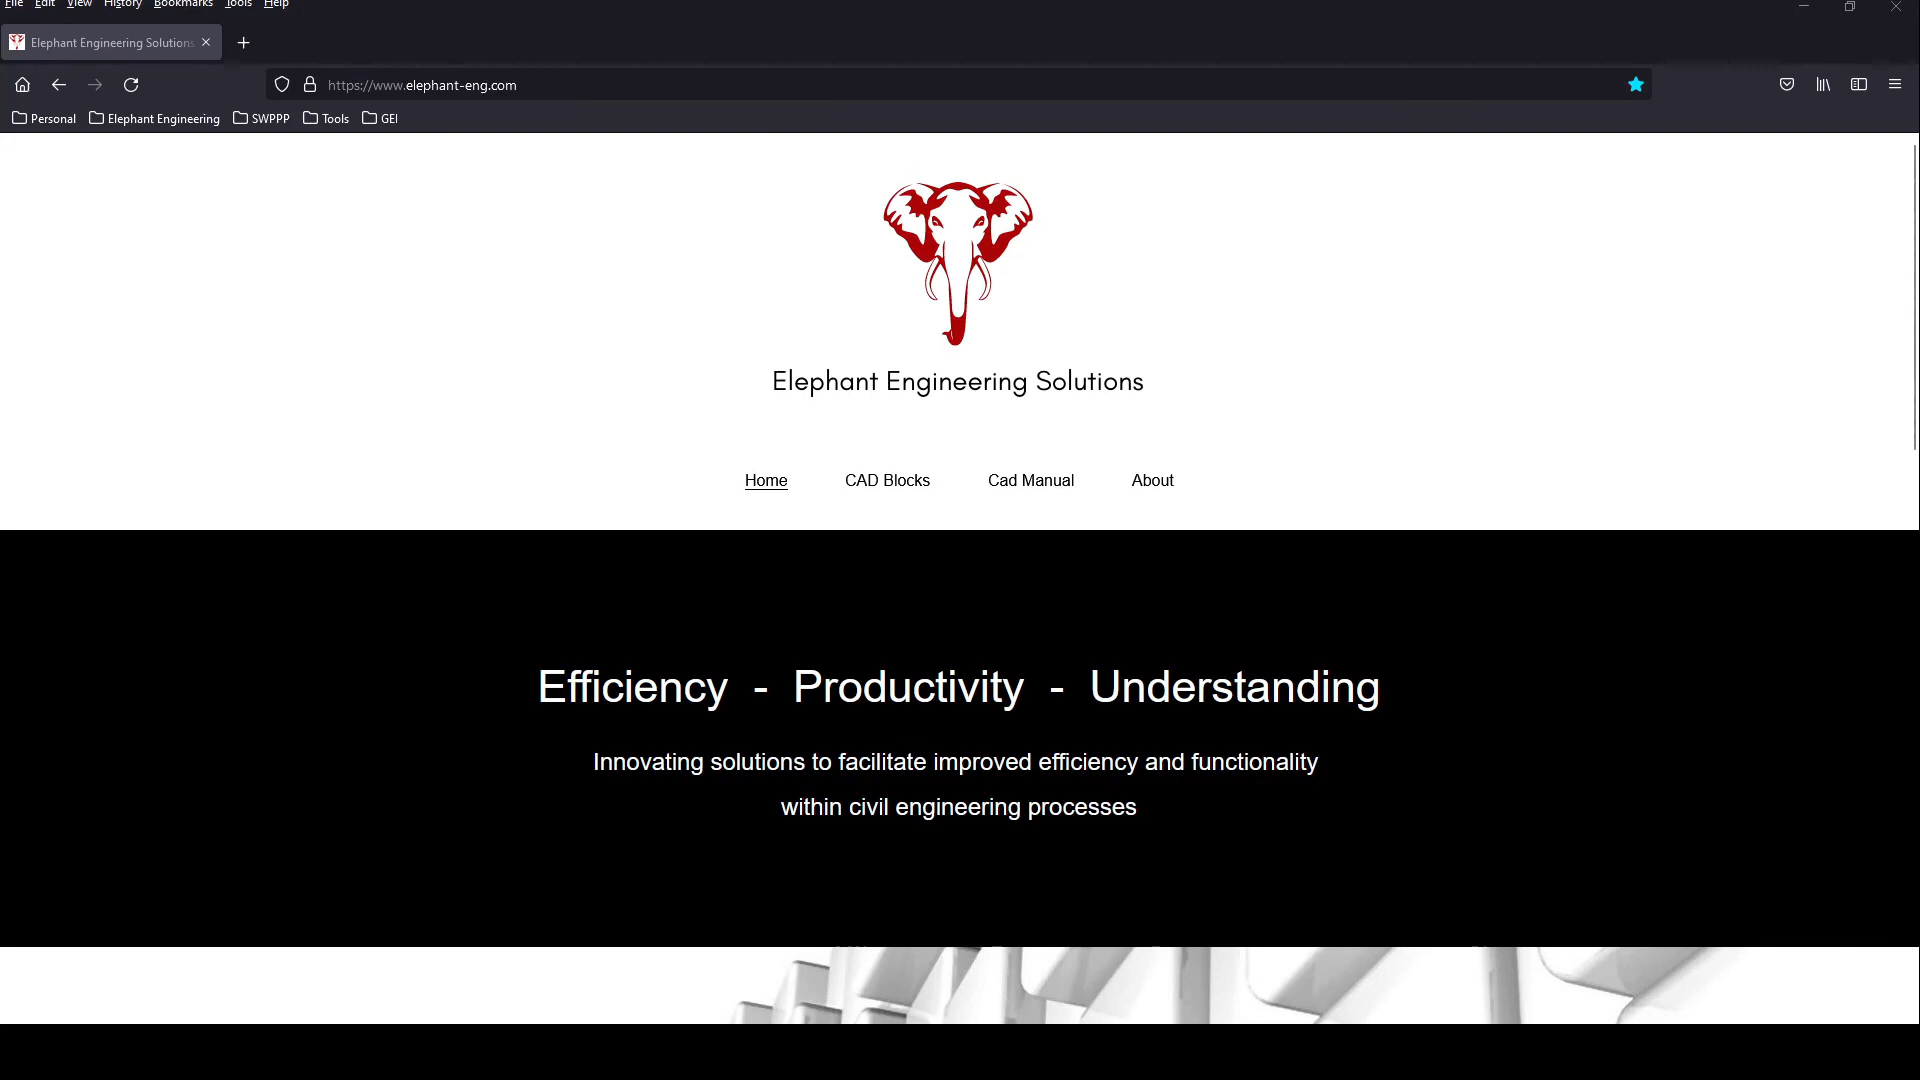 File Edit View History Bookmarks Tools Help
Elephant Engineering Solutions
https://www.elephant-eng.com
Personal Elephant Engineering SWPPP Tools GEI
Elephant Engineering Solutions
Home CAD Blocks Cad Manual About
Efficiency - Productivity - Understanding
Innovating solutions to facilitate improved efficiency and functionality
within civil engineering processes